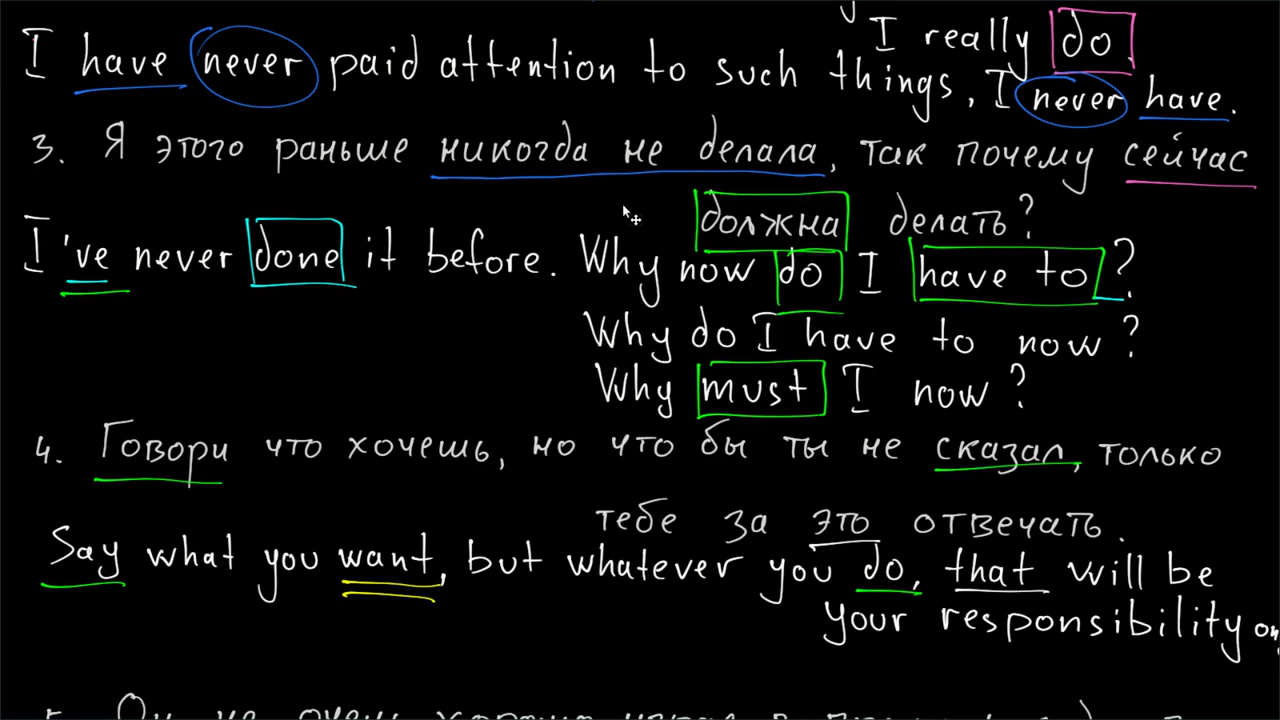 I really do.
I have never paid attention to such things, I never have.
3. Я этого раньше никогда не делала, так почему сейчас
должна делать?
I've never done it before. Why now do I have to?
Why do I have to now?
Why must I now?
4. Говори что хочешь, но что бы ты не сказал, только
тебе за это отвечать.
Say what you want, but whatever you do, that will be
your responsibility